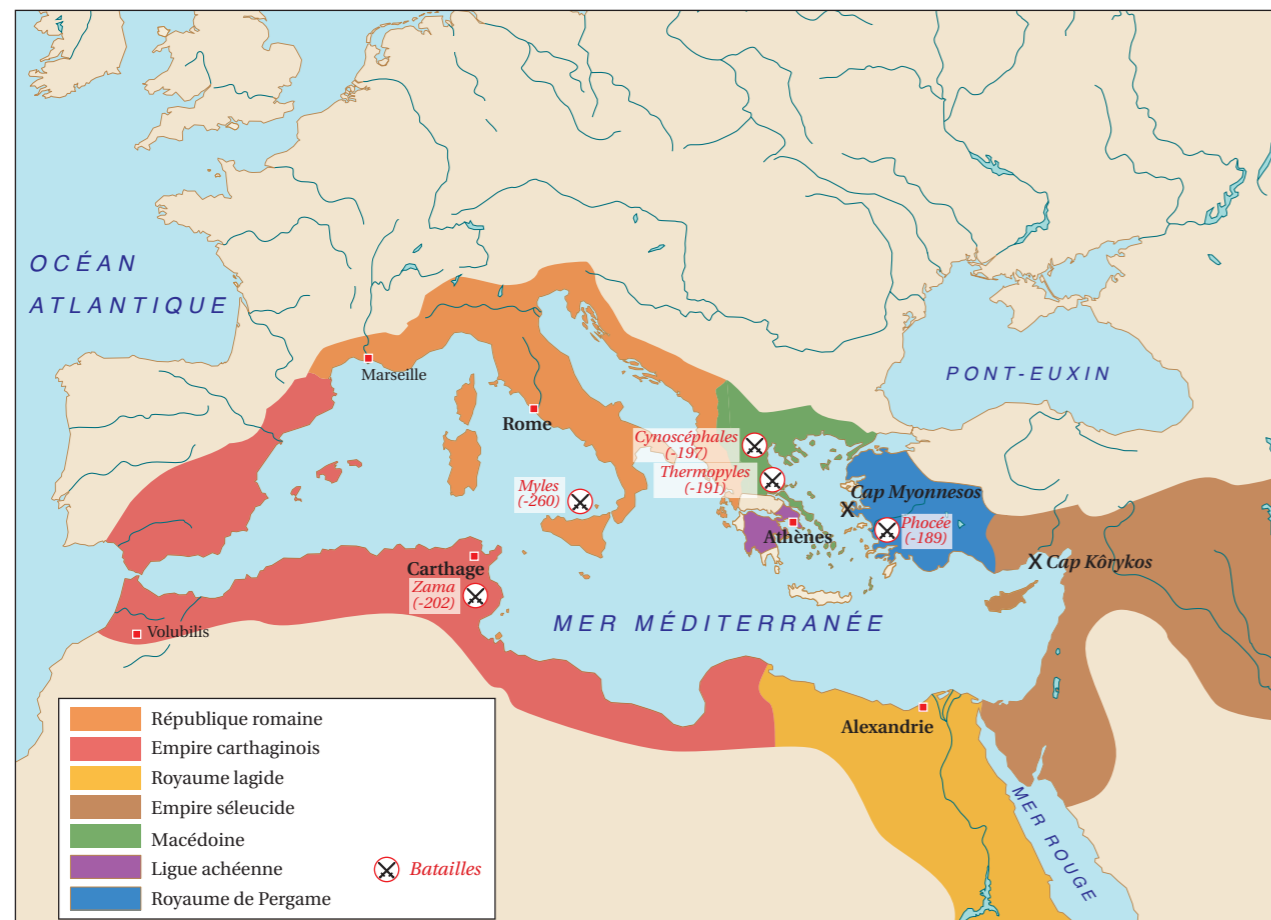 OCÉAN
ATLANTIQUE
Marseille
PONT-EUXIN
Rome
Cynoscéphales
(-197)
Thermopyles
(-191)
Myles
(-260)
Cap Myonnesos
X
Phocée
(-189)
Athènes
Carthage
X Cap Kôrykos
Zama
(-202)
Volubilis
MER MÉDITERRANÉE
Alexandrie
MER ROUGE
République romaine
Empire carthaginois
Royaume lagide
Empire séleucide
Macédoine
Ligue achéenne
Batailles
Royaume de Pergame